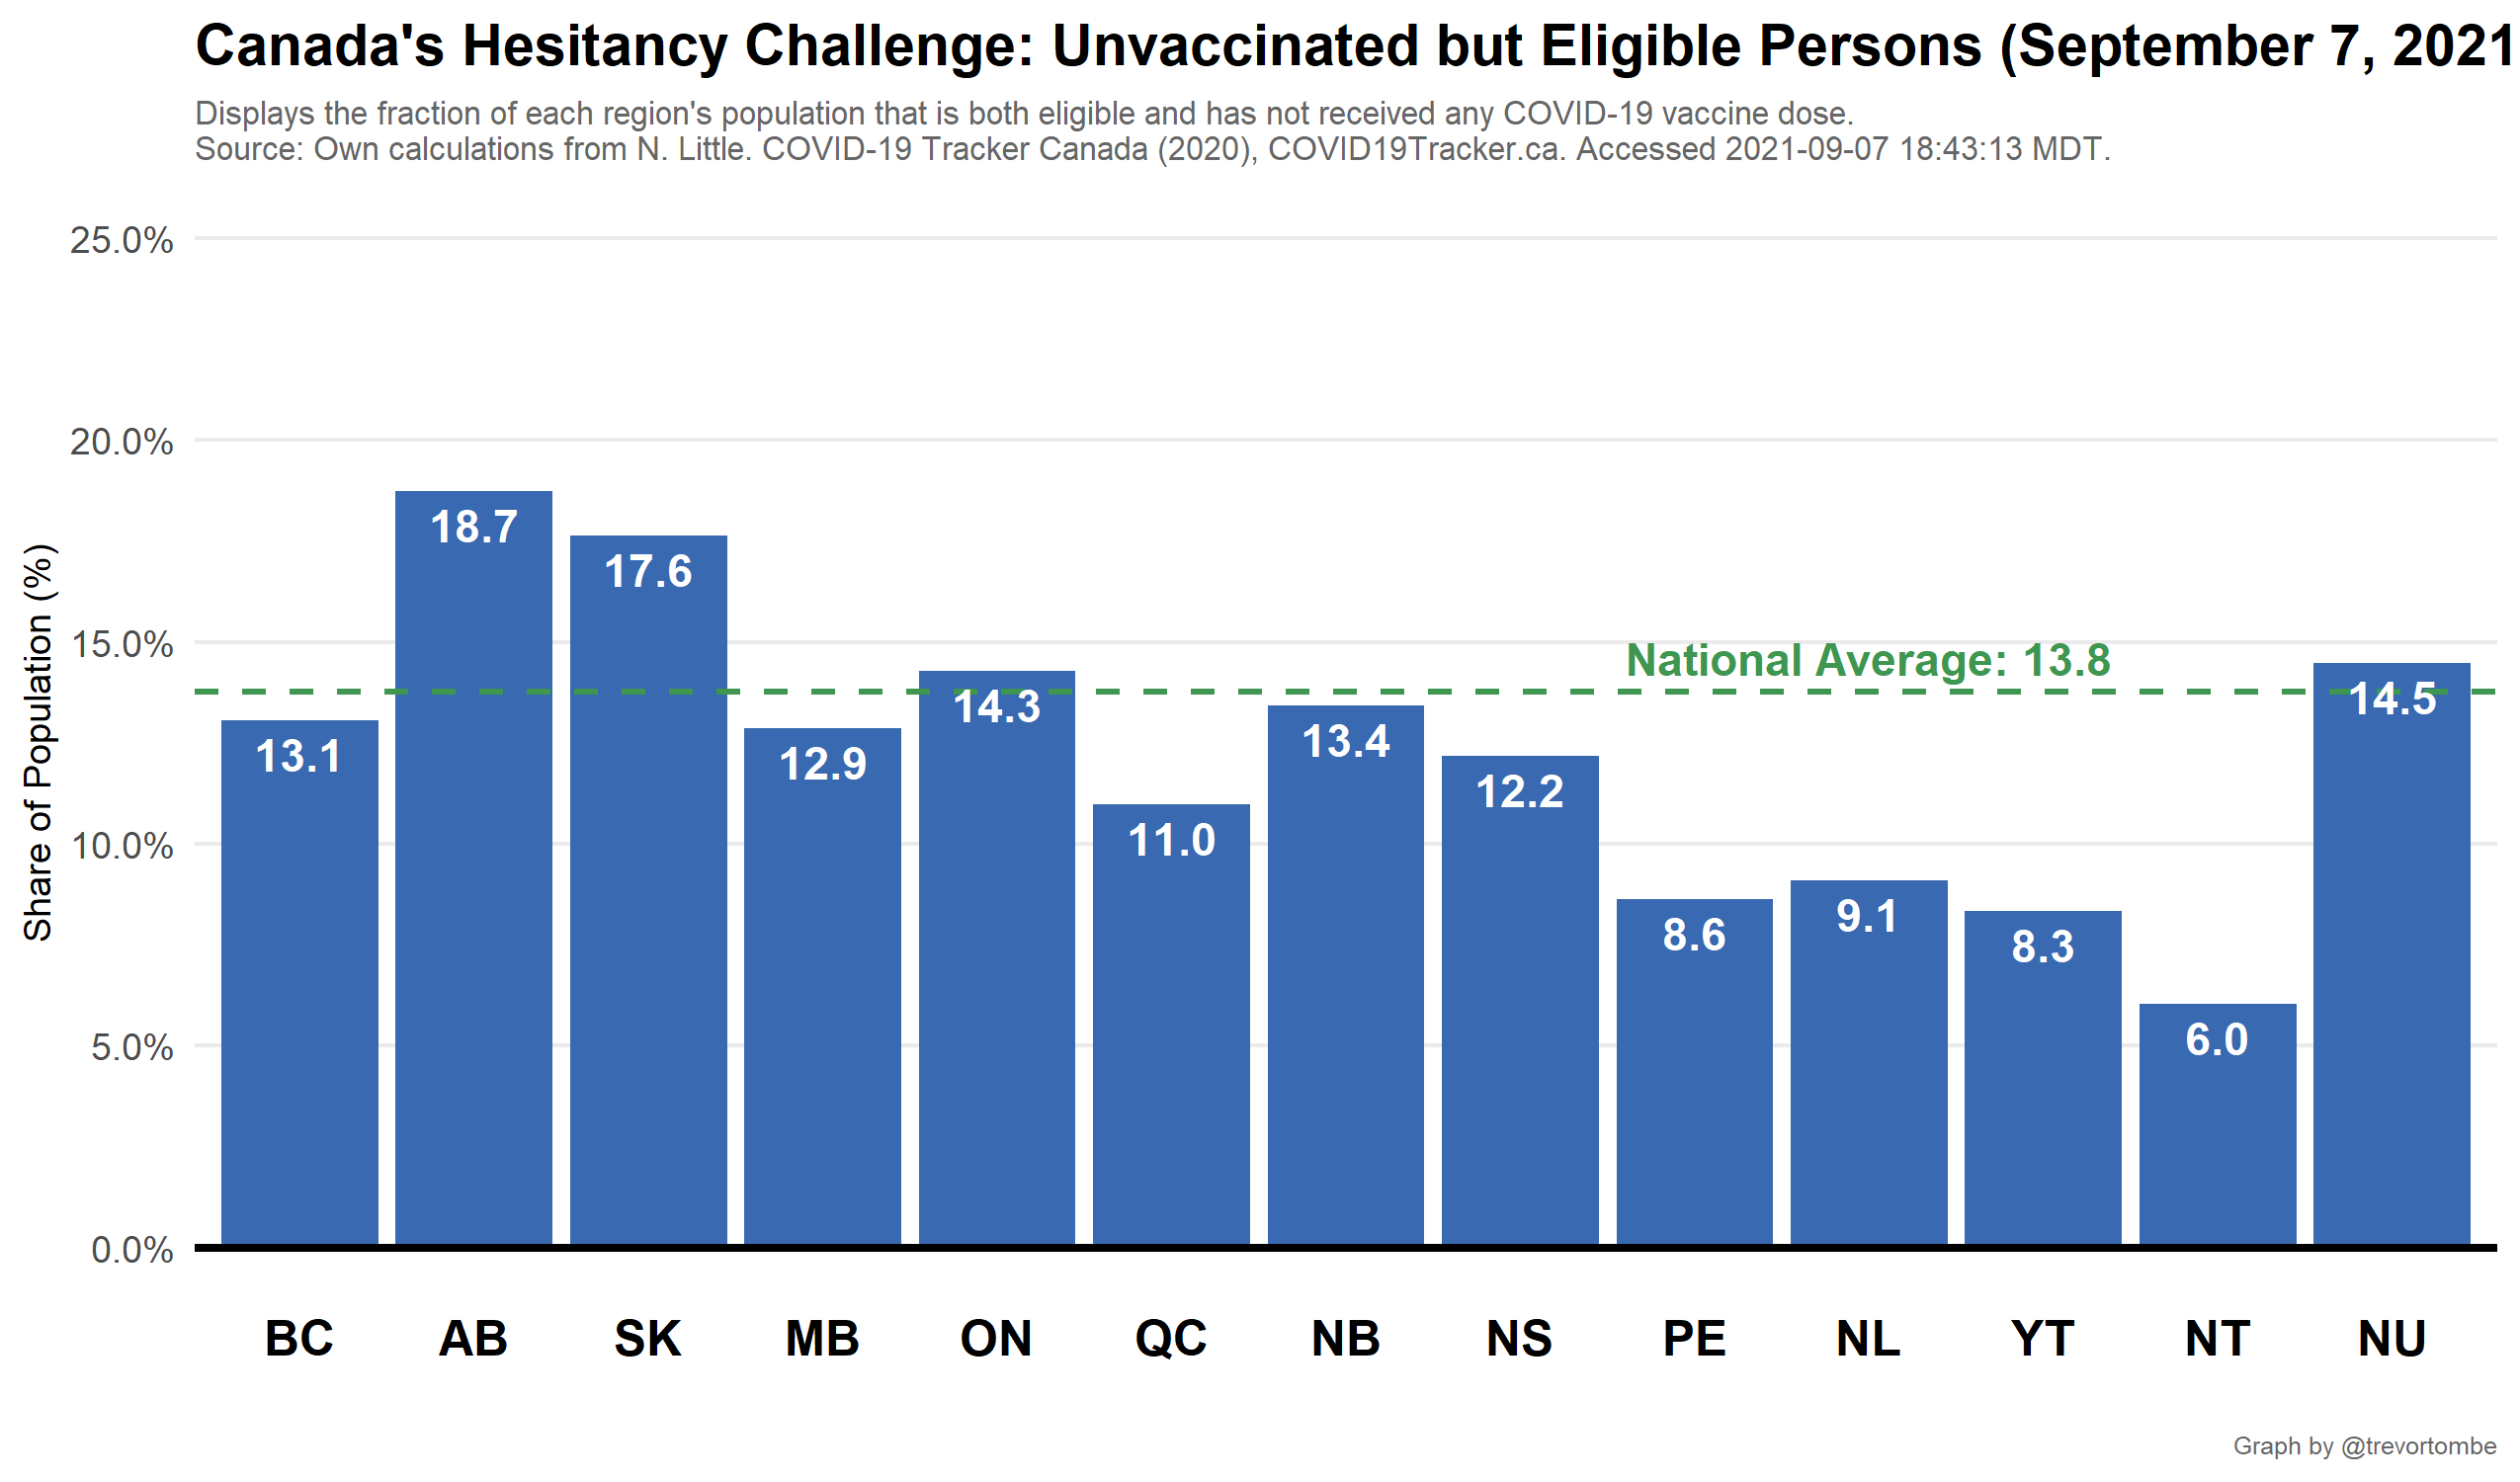 Canada's Hesitancy Challenge: Unvaccinated but Eligible Persons (September 7, 2021
Displays the fraction of each region's population that is both eligible and has not received any COVID-19 vaccine dose.
Source: Own calculations from N. Little. COVID-19 Tracker Canada (2020), COVID19Tracker.ca. Accessed 2021-09-07 18:43:13 MDT.
Share of Population (%)
25.0%
20.0%
15.0%
10.0%
5.0%
0.0%
National Average: 13.8
13.1
18.7
17.6
12.9
14.3
11.0
13.4
12.2
8.6
9.1
8.3
6.0
14.5
BC AB SK MB ON QC NB NS PE NL YT NT NU
Graph by @trevortombe